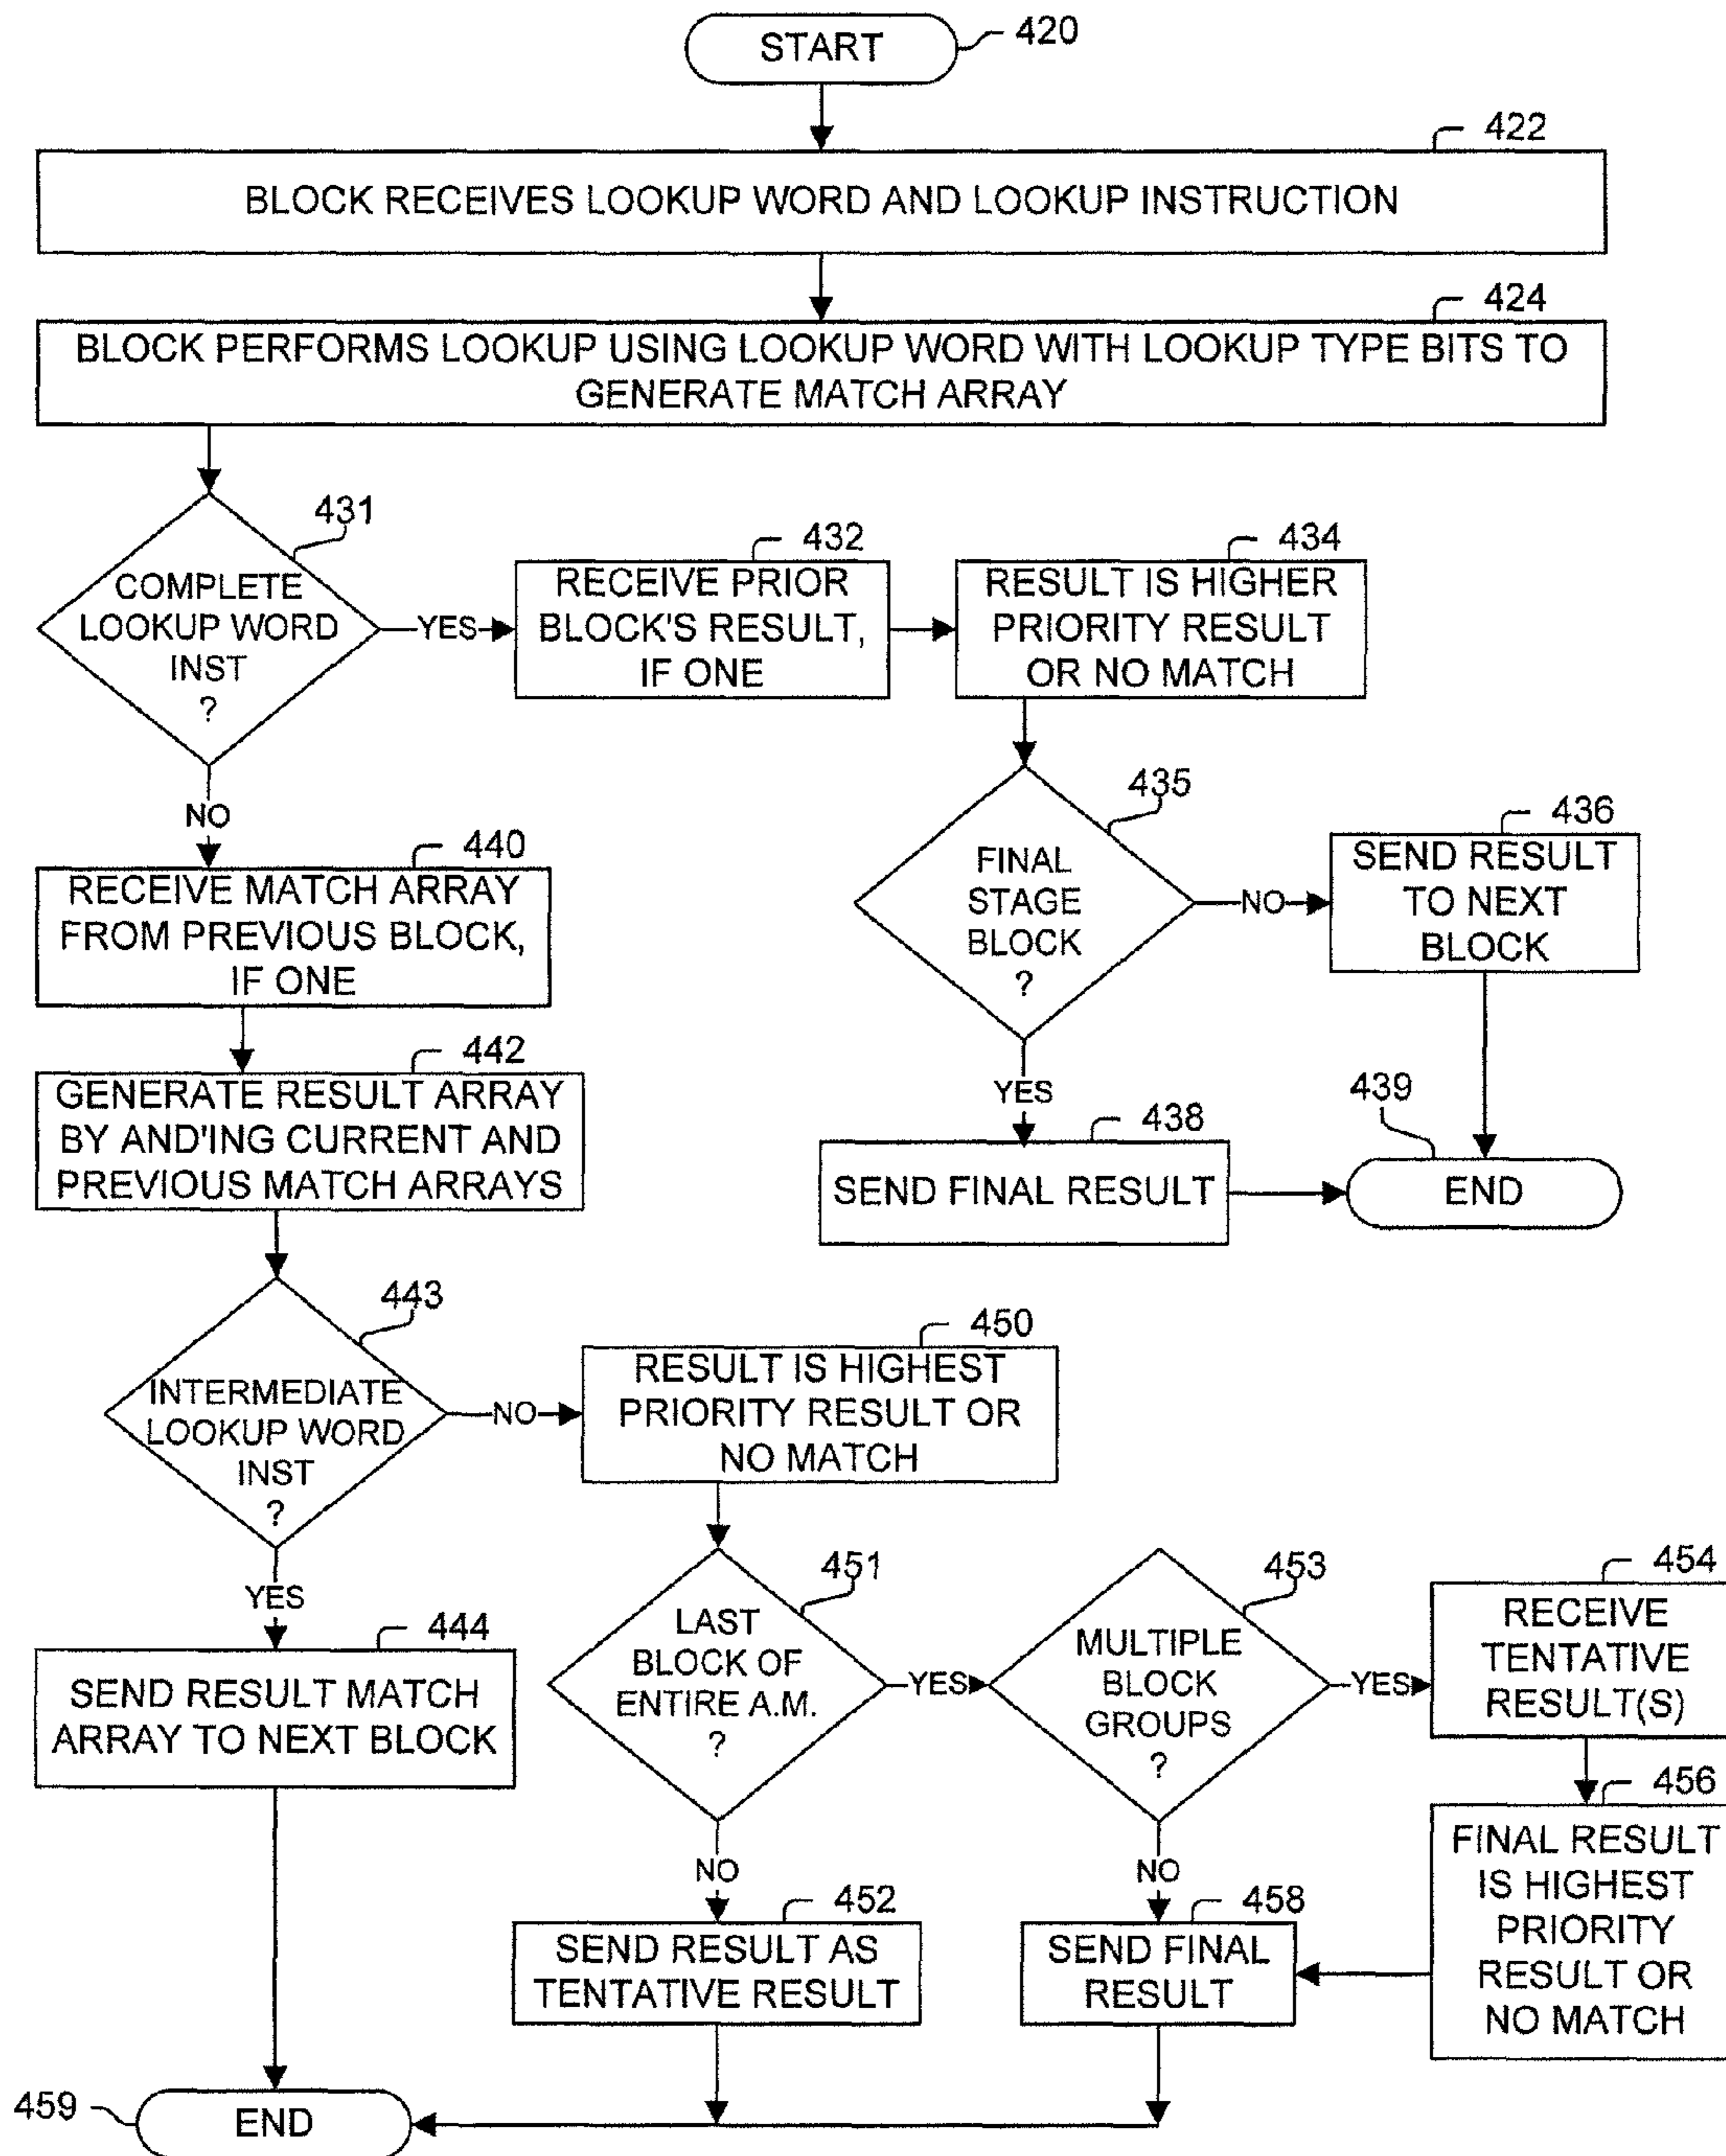 START
420
422
BLOCK RECEIVES LOOKUP WORD AND LOOKUP INSTRUCTION
424
BLOCK PERFORMS LOOKUP USING LOOKUP WORD WITH LOOKUP TYPE BITS TO
GENERATE MATCH ARRAY
431
COMPLETE
LOOKUP WORD
INST
?
YES
432
RECEIVE PRIOR
BLOCK'S RESULT,
IF ONE
434
RESULT IS HIGHER
PRIORITY RESULT
OR NO MATCH
435
FINAL
STAGE
BLOCK
?
NO
436
SEND RESULT
TO NEXT
BLOCK
YES
438
SEND FINAL RESULT
439
END
NO
440
RECEIVE MATCH ARRAY
FROM PREVIOUS BLOCK,
IF ONE
442
GENERATE RESULT ARRAY
BY AND'ING CURRENT AND
PREVIOUS MATCH ARRAYS
443
INTERMEDIATE
LOOKUP WORD
INST
?
NO
450
RESULT IS HIGHEST
PRIORITY RESULT OR
NO MATCH
YES
444
SEND RESULT MATCH
ARRAY TO NEXT BLOCK
451
LAST
BLOCK OF
ENTIRE A.M.
?
YES
453
MULTIPLE
BLOCK
GROUPS
?
YES
454
RECEIVE
TENTATIVE
RESULT(S)
456
FINAL RESULT
IS HIGHEST
PRIORITY
RESULT OR
NO MATCH
NO
452
SEND RESULT AS
TENTATIVE RESULT
NO
458
SEND FINAL
RESULT
459
END